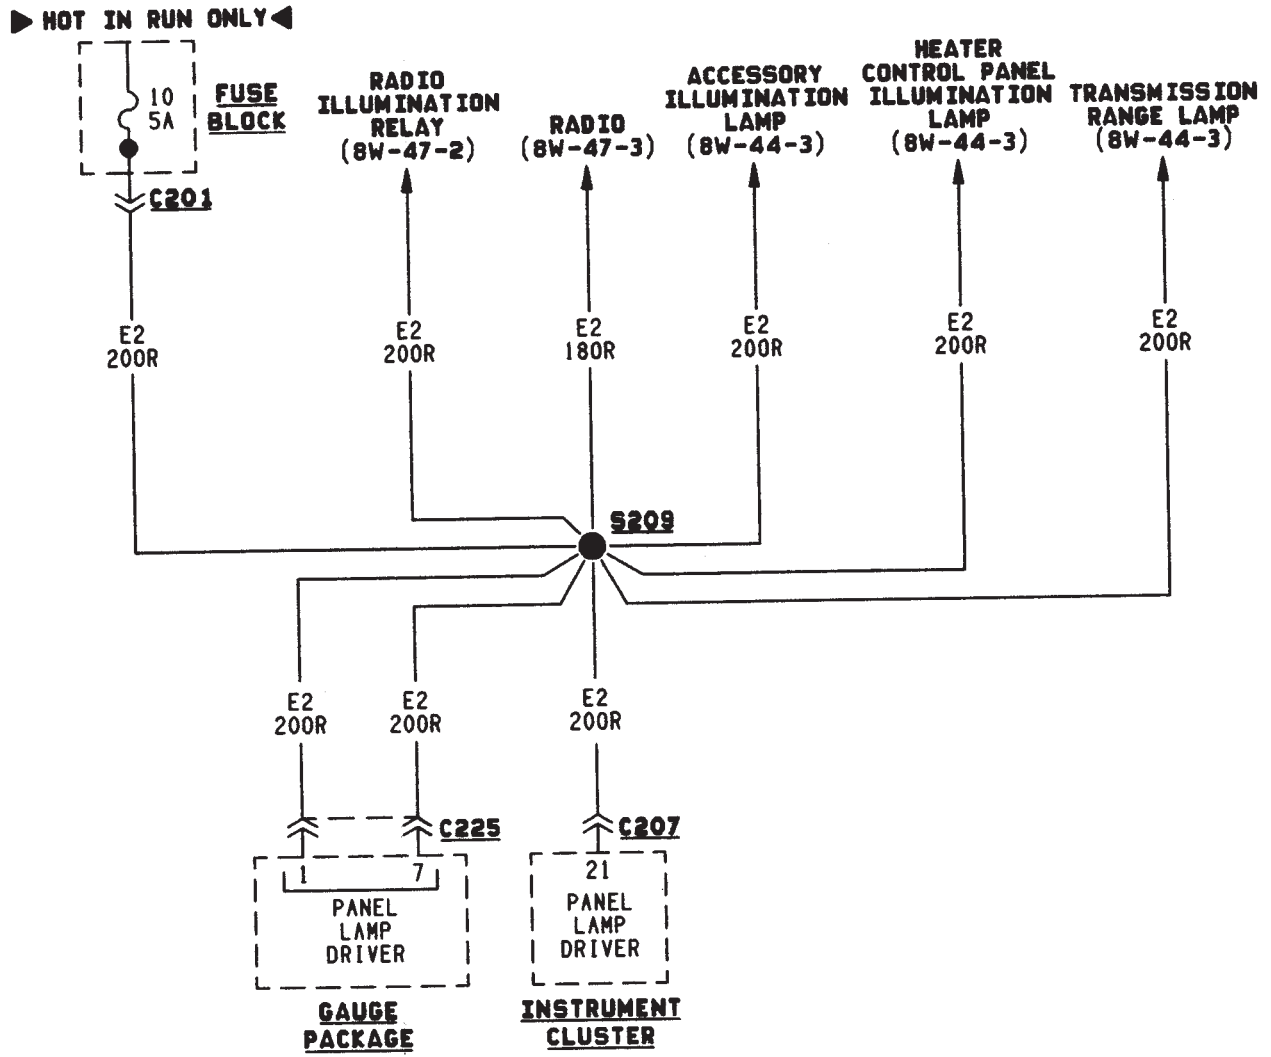 HOT IN RUN ONLY
10
5A
FUSE
BLOCK
C201
RADIO
ILLUMINATION
RELAY
(8W-47-2)
RADIO
(8W-47-3)
ACCESSORY
ILLUMINATION
LAMP
(8W-44-3)
HEATER
CONTROL PANEL
ILLUMINATION
LAMP
(8W-44-3)
TRANSMISSION
RANGE LAMP
(8W-44-3)
E2
200R
E2
200R
E2
180R
E2
200R
E2
200R
E2
200R
S209
E2
200R
E2
200R
E2
200R
C225
C207
1
7
PANEL
LAMP
DRIVER
21
PANEL
LAMP
DRIVER
GAUGE
PACKAGE
INSTRUMENT
CLUSTER